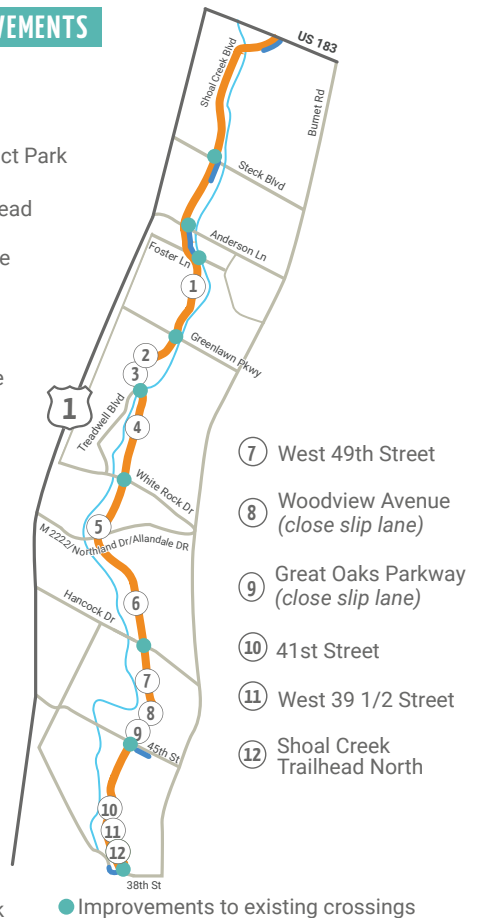 VEMENTS
ct Park
ead
e
e
k
US 183
Shoal Creek Blvd
Burnet Rd
Steck Blvd
Anderson Ln
Foster Ln
1
Greenlawn Pkwy
2
3
Treadwell Blvd
1
4
White Rock Dr
5
M 2222/Northland Dr/Allandale DR
6
Hancock Dr
7
8
9
45th St
10
11
12
38th St
7 West 49th Street
8 Woodview Avenue
(close slip lane)
9 Great Oaks Parkway
(close slip lane)
10 41st Street
11 West 39 1/2 Street
12 Shoal Creek
Trailhead North
Improvements to existing crossings